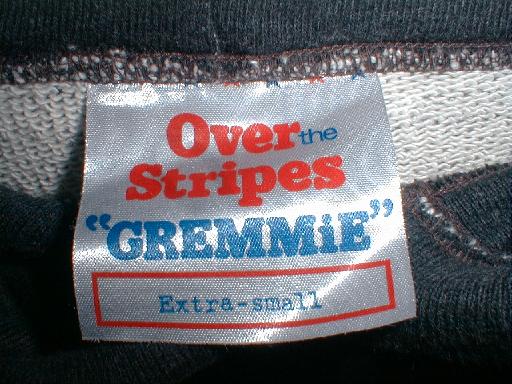 Over the
Stripes
"GREMMiE"
Extra-small